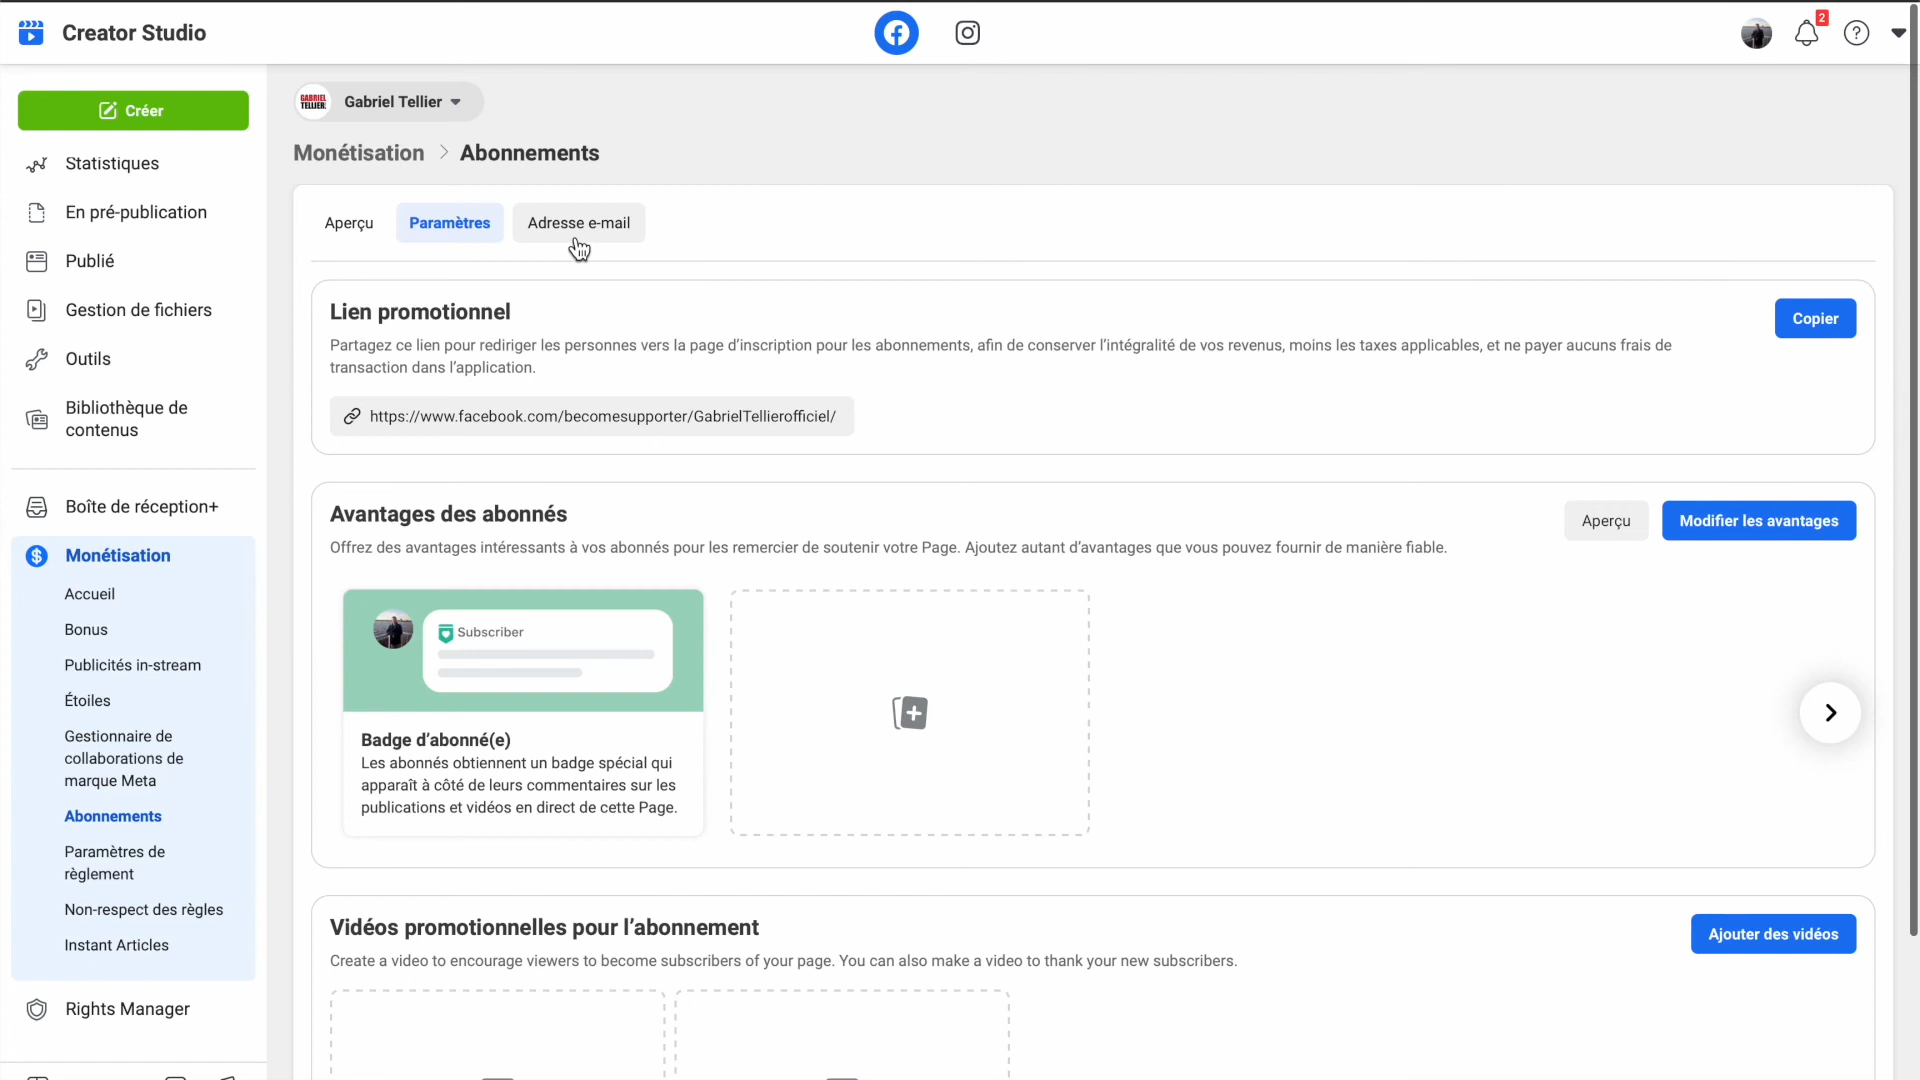 Creator Studio
2
Créer
Statistiques
En pré-publication
Publié
Gestion de fichiers
Outils
Bibliothèque de
contenus
Boîte de réception+
Monétisation
Accueil
Bonus
Publicités in-stream
Étoiles
Gestionnaire de
collaborations de
marque Meta
Abonnements
Paramètres de
règlement
Non-respect des règles
Instant Articles
Rights Manager
GABRIEL
TELLIER
Gabriel Tellier
Monétisation > Abonnements
Aperçu
Paramètres
Adresse e-mail
Lien promotionnel
Copier
Partagez ce lien pour rediriger les personnes vers la page d’inscription pour les abonnements, afin de conserver l’intégralité de vos revenus, moins les taxes applicables, et ne payer aucuns frais de
transaction dans l’application.
https://www.facebook.com/becomesupporter/GabrielTellierofficiel/
Avantages des abonnés
Aperçu
Modifier les avantages
Offrez des avantages intéressants à vos abonnés pour les remercier de soutenir votre Page. Ajoutez autant d’avantages que vous pouvez fournir de manière fiable.
Subscriber
Badge d’abonné(e)
Les abonnés obtiennent un badge spécial qui
apparaît à côté de leurs commentaires sur les
publications et vidéos en direct de cette Page.
Vidéos promotionnelles pour l’abonnement
Ajouter des vidéos
Create a video to encourage viewers to become subscribers of your page. You can also make a video to thank your new subscribers.